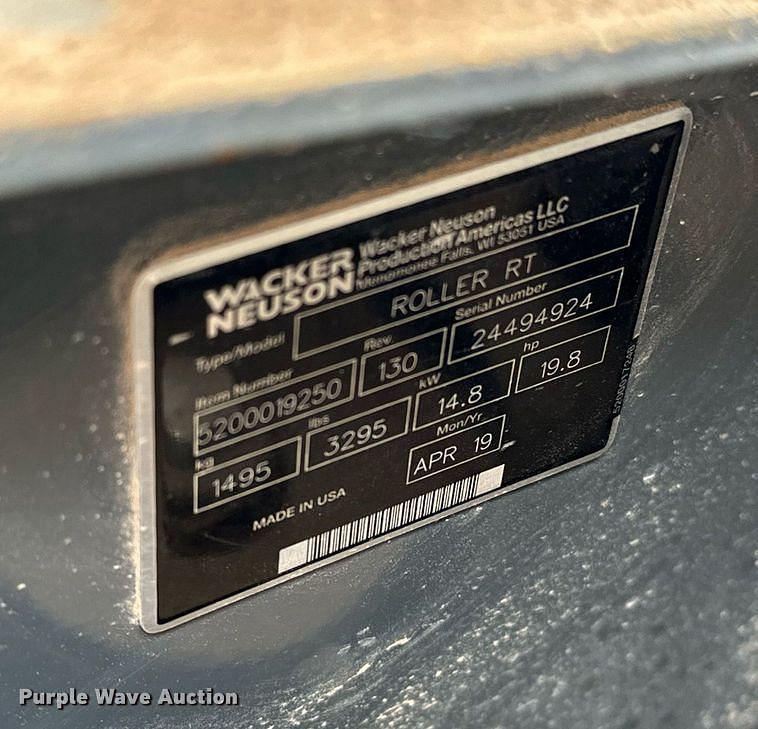 WACKER
NEUSON
Wacker Neuson
Production Americas LLC
Menomonee Falls, WI 53051 USA
Type/Model
ROLLER RT
Item Number
Rev.
Serial Number
5200019250
130
24494924
kg
lbs
kW
hp
1495
3295
14.8
19.8
Mon/Yr
APR 19
MADE IN USA
Purple Wave Auction